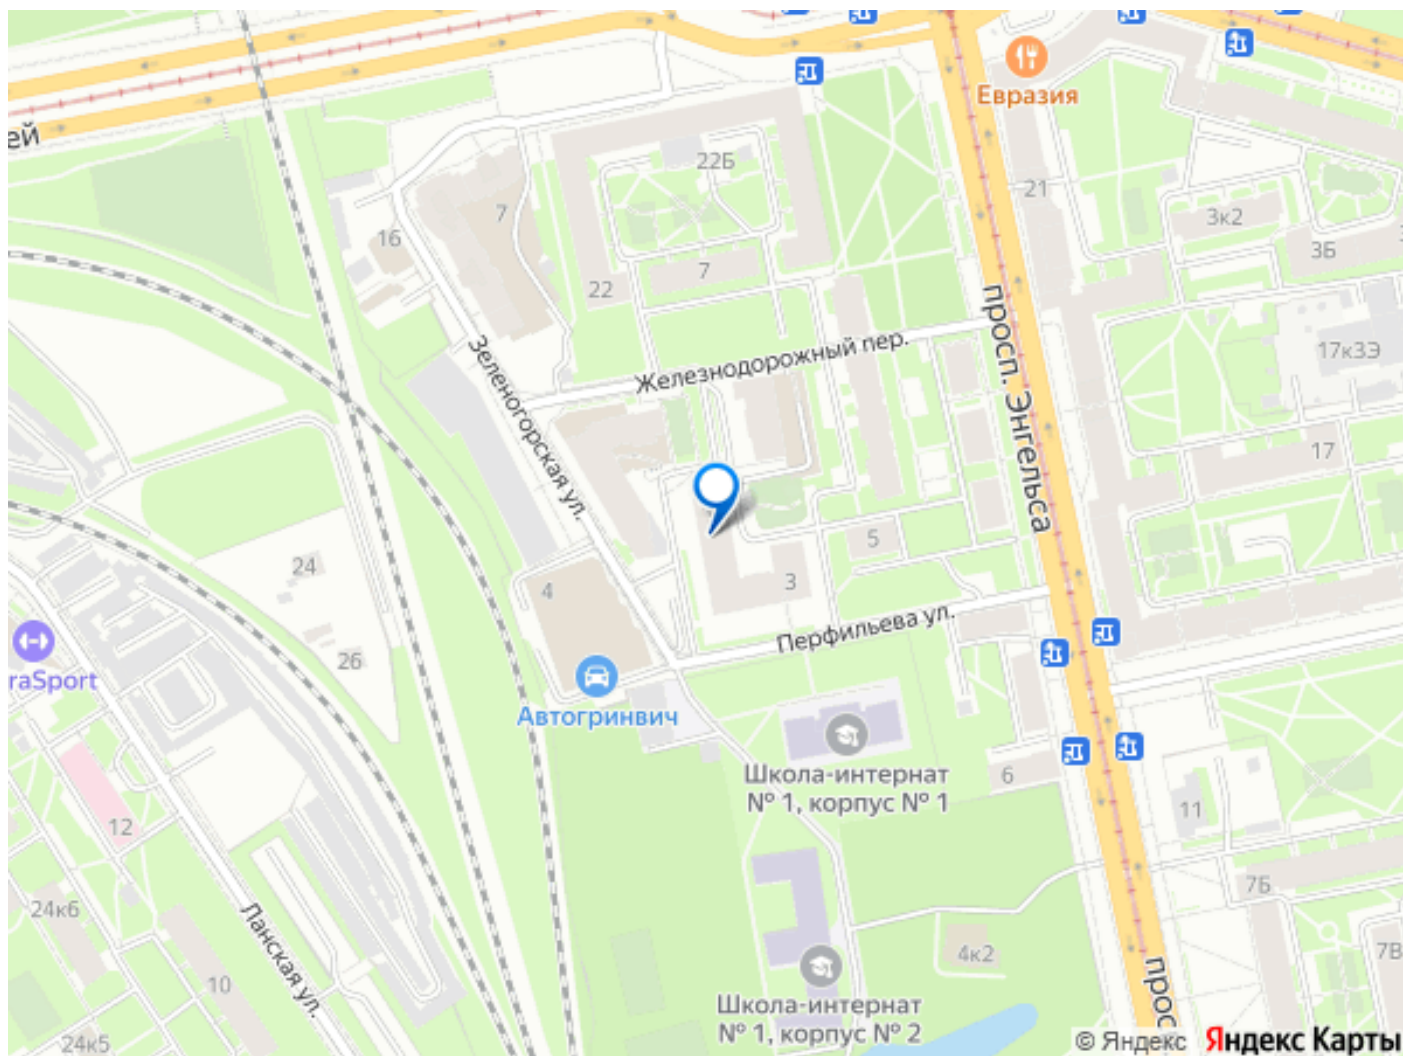 ей
Евразия
22Б
21
3к2
7
16
3Б
22
7
просп. Энгельса
Железнодорожный пер.
17к3Э
Зеленогорская ул.
17
5
24
4
3
Перфильева ул.
26
raSport
Автогринвич
Школа-интернат
№ 1, корпус № 1
6
11
12
7Б
24к6
Ланская ул.
4к2
7В
10
прос
Школа-интернат
№ 1, корпус № 2
24к5
© Яндекс Яндекс Карты